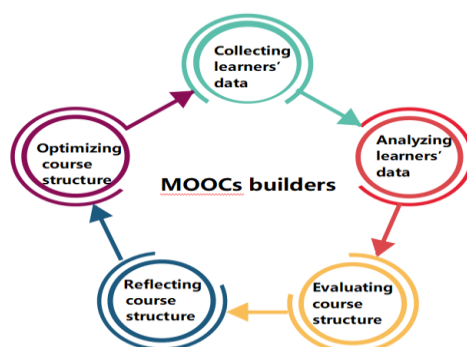 Collecting
learners'
data
Analyzing
learners'
data
Evaluating
course
structure
Reflecting
course
structure
Optimizing
course
structure
MOOCs builders